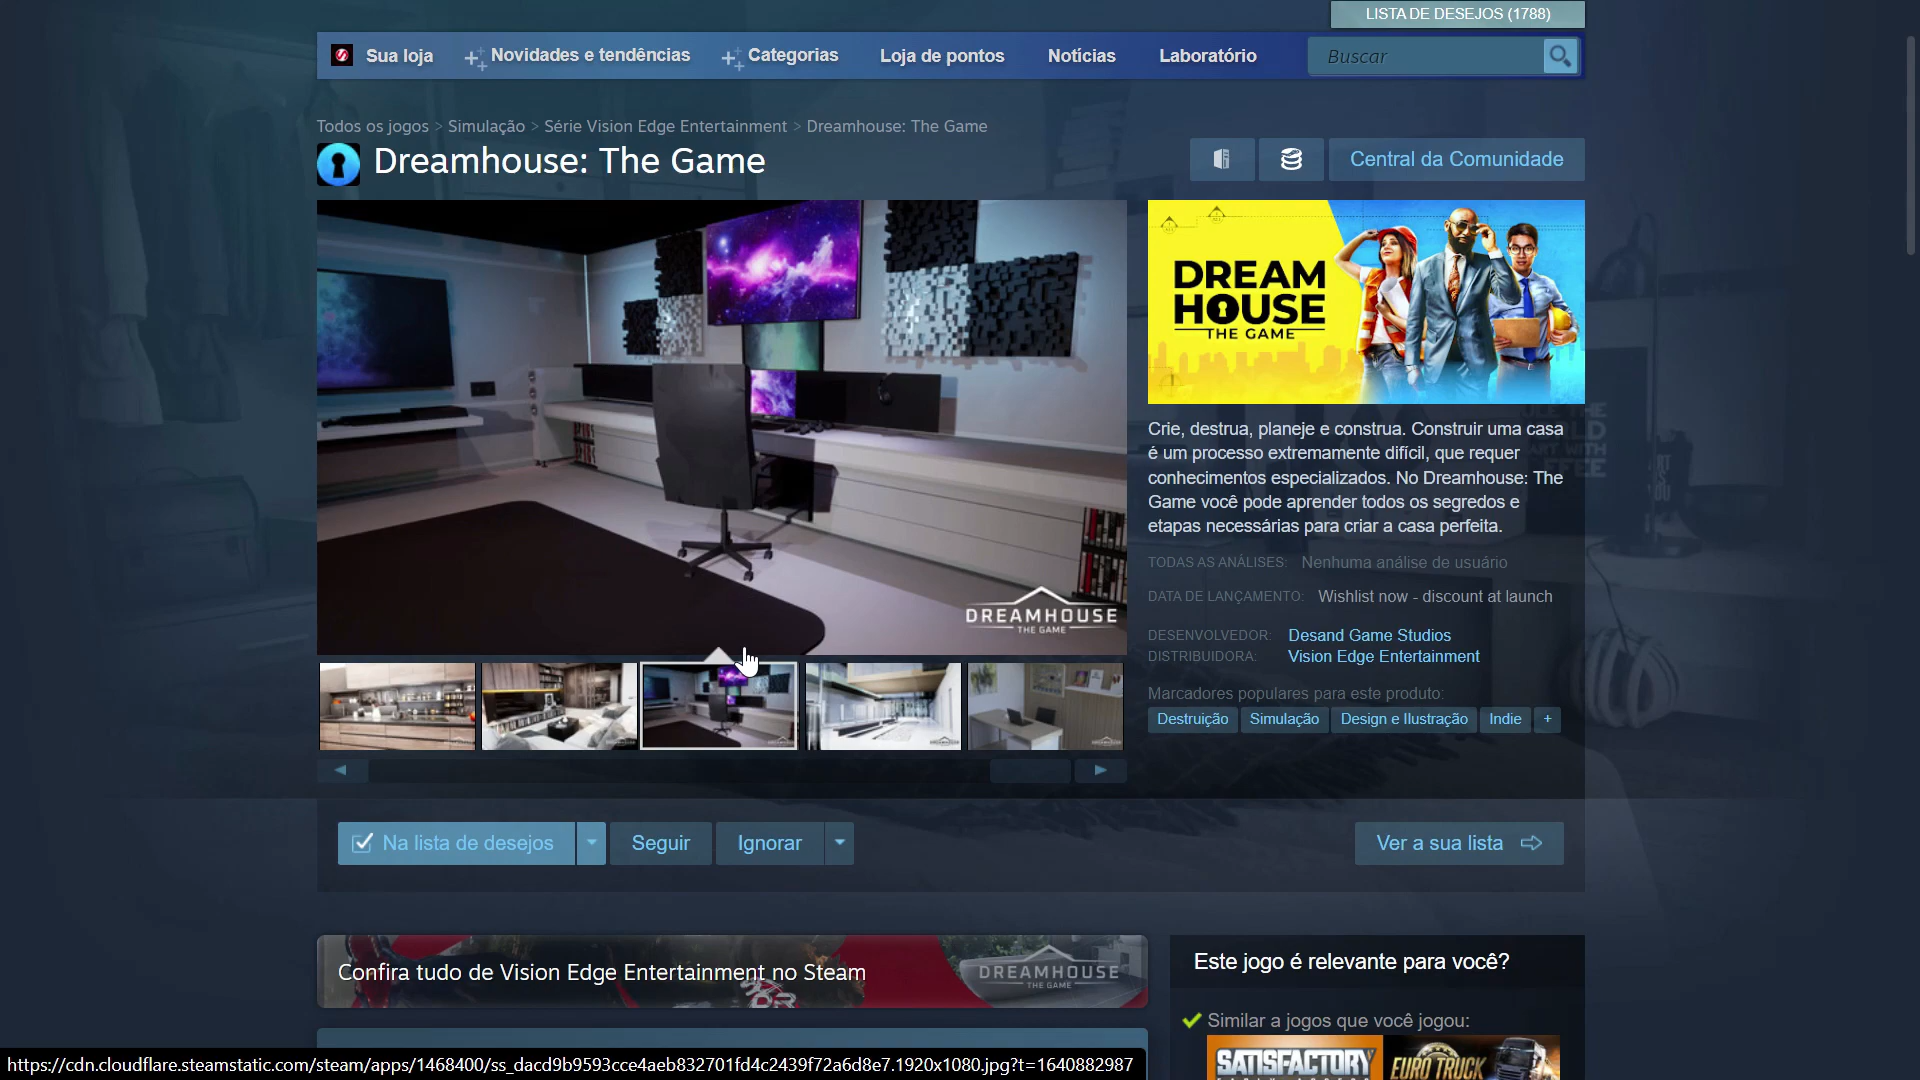 LISTA DE DESEJOS (1788)
Sua loja
Novidades e tendências
Categorias
Loja de pontos
Notícias
Laboratório
Buscar
Todos os jogos > Simulação > Série Vision Edge Entertainment > Dreamhouse: The Game
Dreamhouse: The Game
Central da Comunidade
DREAMHOUSE
THE GAME
DREAM
HOUSE
THE GAME
Crie, destrua, planeje e construa. Construir uma casa
é um processo extremamente difícil, que requer
conhecimentos especializados. No Dreamhouse: The
Game você pode aprender todos os segredos e
etapas necessárias para criar a casa perfeita.
TODAS AS ANÁLISES: Nenhuma análise de usuário
DATA DE LANÇAMENTO: Wishlist now - discount at launch
DESENVOLVEDOR: Desand Game Studios
DISTRIBUIDORA: Vision Edge Entertainment
Marcadores populares para este produto:
Destruição
Simulação
Design e Ilustração
Indie
+
Na lista de desejos
Seguir
Ignorar
Ver a sua lista
Confira tudo de Vision Edge Entertainment no Steam
DREAMHOUSE
THE GAME
Este jogo é relevante para você?
Similar a jogos que você jogou:
SATISFACTORY
EURO TRUCK
https://cdn.cloudflare.steamstatic.com/steam/apps/1468400/ss_dacd9b9593cce4aeb832701fd4c2439f72a6d8e7.1920x1080.jpg?t=1640882987